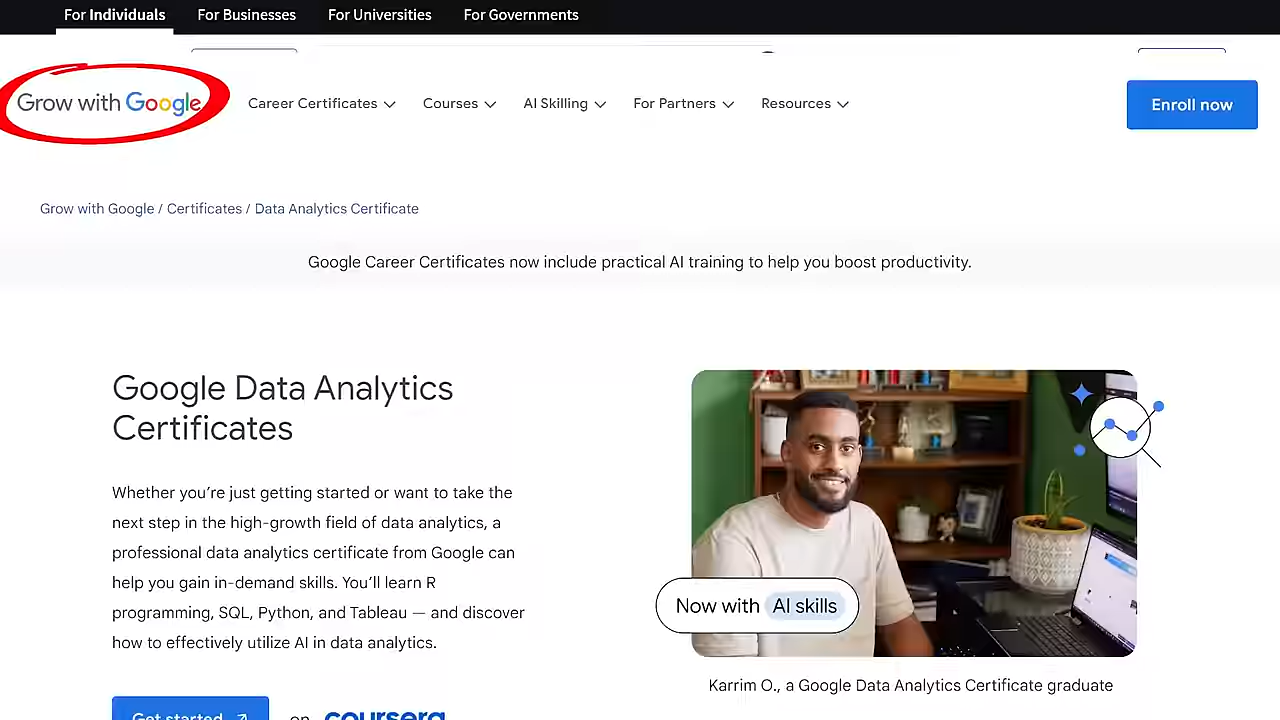 For Individuals For Businesses For Universities For Governments
Grow with Google Career Certificates Courses AI Skilling For Partners Resources Enroll now
Grow with Google / Certificates / Data Analytics Certificate
Google Career Certificates now include practical AI training to help you boost productivity.
Google Data Analytics
Certificates
Whether you’re just getting started or want to take the
next step in the high-growth field of data analytics, a
professional data analytics certificate from Google can
help you gain in-demand skills. You’ll learn R
programming, SQL, Python, and Tableau — and discover
how to effectively utilize AI in data analytics.
Now with AI skills
Karrim O., a Google Data Analytics Certificate graduate
Get started on coursera